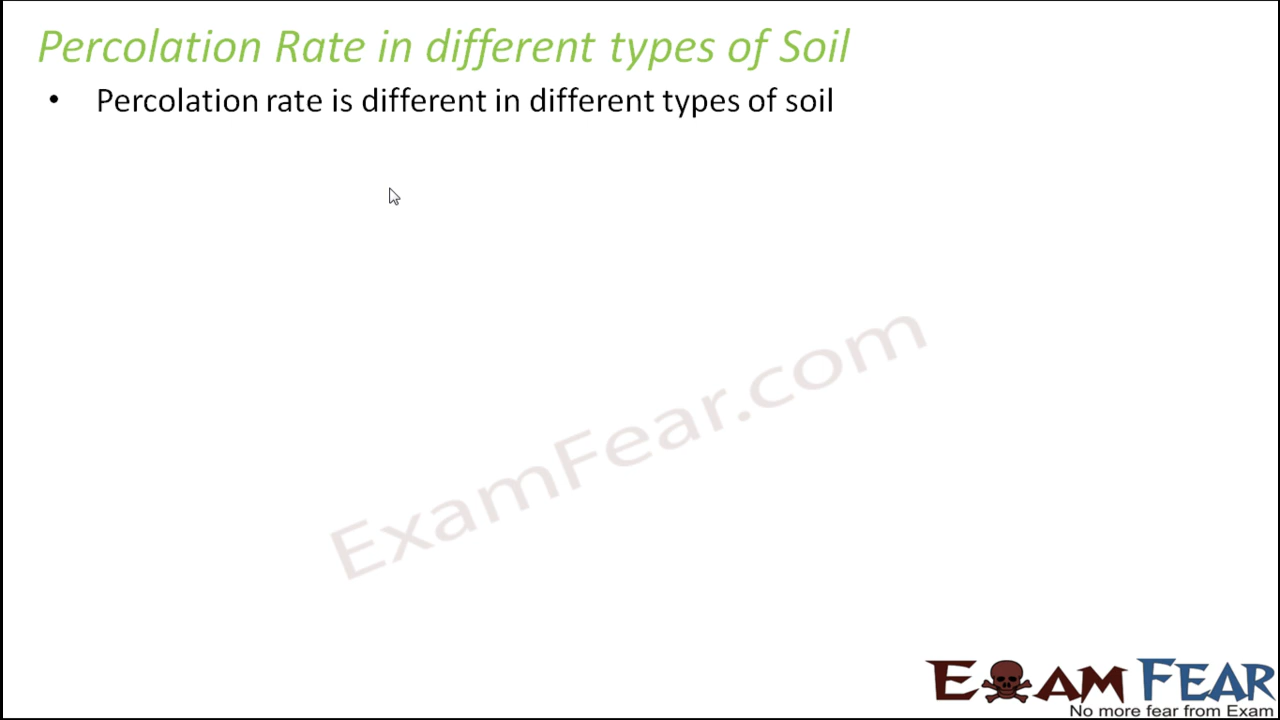 Percolation Rate in different types of Soil
• Percolation rate is different in different types of soil
ExamFear.com
EXAM FEAR
No more fear from Exam